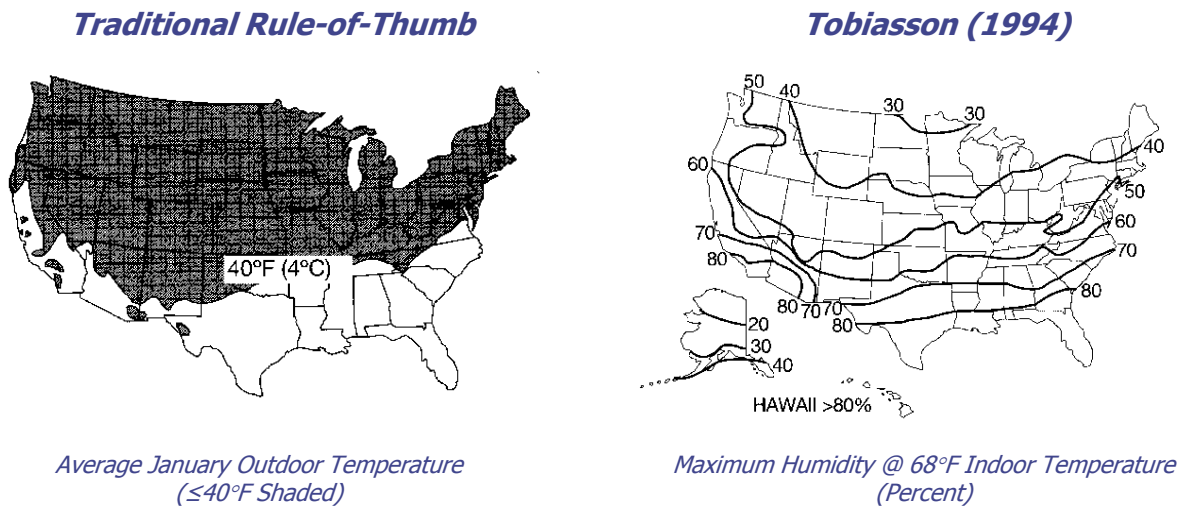 Traditional Rule-of-Thumb
40°F (4°C)
Average January Outdoor Temperature
(≤40°F Shaded)
Tobiasson (1994)
50
40
30
30
40
60
50
60
70
70
80
80
70
70
80
80
20
30
40
HAWAII >80%
Maximum Humidity @ 68°F Indoor Temperature
(Percent)